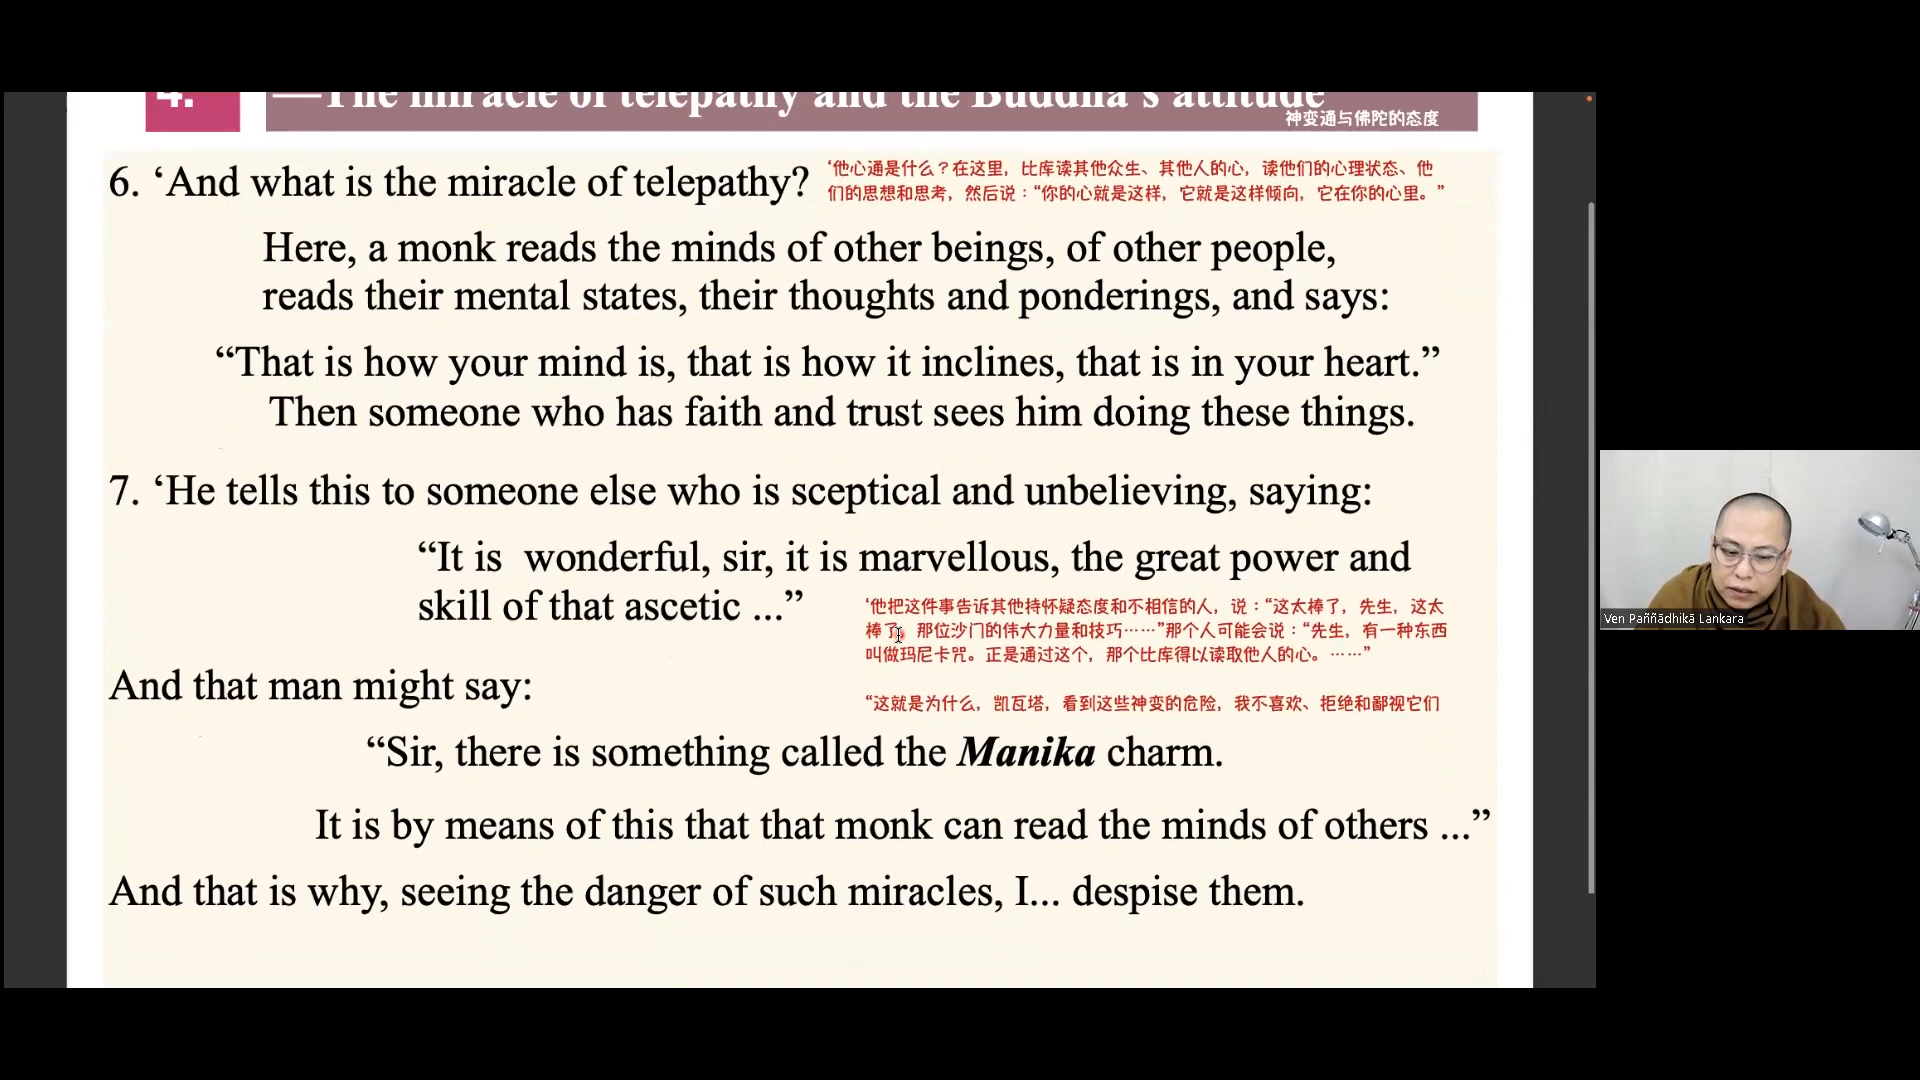 4. —The miracle of telepathy and the Buddha's attitude
神变通与佛陀的态度
6. ‘And what is the miracle of telepathy?
‘他心通是什么？在这里，比库读其他众生、其他人的心，读他们的心理状态、他
们的思想和思考，然后说：“你的心就是这样，它就是这样倾向，它在你的心里。”
Here, a monk reads the minds of other beings, of other people,
reads their mental states, their thoughts and ponderings, and says:
“That is how your mind is, that is how it inclines, that is in your heart.”
Then someone who has faith and trust sees him doing these things.
7. ‘He tells this to someone else who is sceptical and unbelieving, saying:
“It is wonderful, sir, it is marvellous, the great power and
skill of that ascetic ...”
‘他把这件事告诉其他持怀疑态度和不相信的人，说：“这太棒了，先生，这太
棒了，那位沙门的伟大力量和技巧……”那个人可能会说：“先生，有一种东西
叫做玛尼卡咒。正是通过这个，那个比库得以读取他人的心。……”
And that man might say:
“这就是为什么，凯瓦塔，看到这些神变的危险，我不喜欢、拒绝和鄙视它们
“Sir, there is something called the Manika charm.
It is by means of this that that monk can read the minds of others ...”
And that is why, seeing the danger of such miracles, I... despise them.
Ven Paññādhikā Lankara